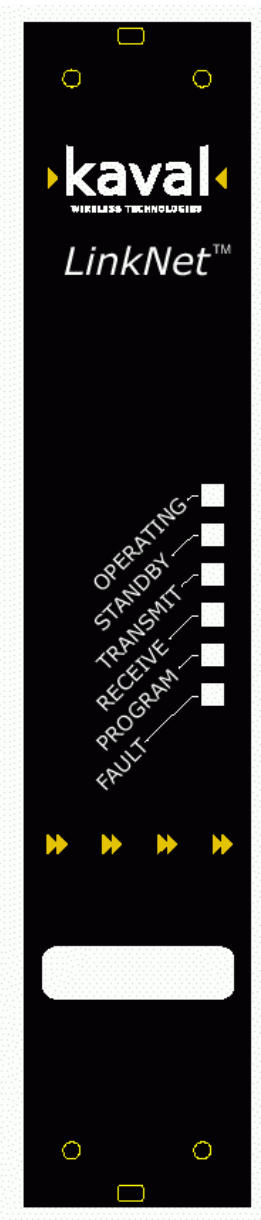 kaval
WIRELESS TECHNOLOGIES
LinkNet™
OPERATING
STANDBY
TRANSMIT
RECEIVE
PROGRAM
FAULT